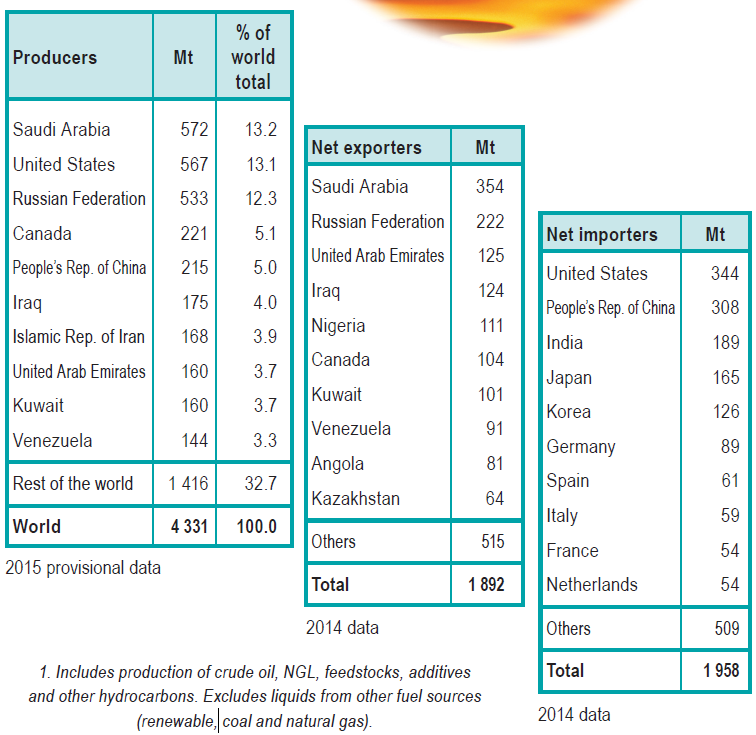 Producers Mt % of world total
Saudi Arabia 572 13.2
United States 567 13.1
Russian Federation 533 12.3
Canada 221 5.1
People's Rep. of China 215 5.0
Iraq 175 4.0
Islamic Rep. of Iran 168 3.9
United Arab Emirates 160 3.7
Kuwait 160 3.7
Venezuela 144 3.3
Rest of the world 1 416 32.7
World 4 331 100.0
2015 provisional data
Net exporters Mt
Saudi Arabia 354
Russian Federation 222
United Arab Emirates 125
Iraq 124
Nigeria 111
Canada 104
Kuwait 101
Venezuela 91
Angola 81
Kazakhstan 64
Others 515
Total 1 892
2014 data
Net importers Mt
United States 344
People's Rep. of China 308
India 189
Japan 165
Korea 126
Germany 89
Spain 61
Italy 59
France 54
Netherlands 54
Others 509
Total 1 958
2014 data
1. Includes production of crude oil, NGL, feedstocks, additives
and other hydrocarbons. Excludes liquids from other fuel sources
(renewable, coal and natural gas).